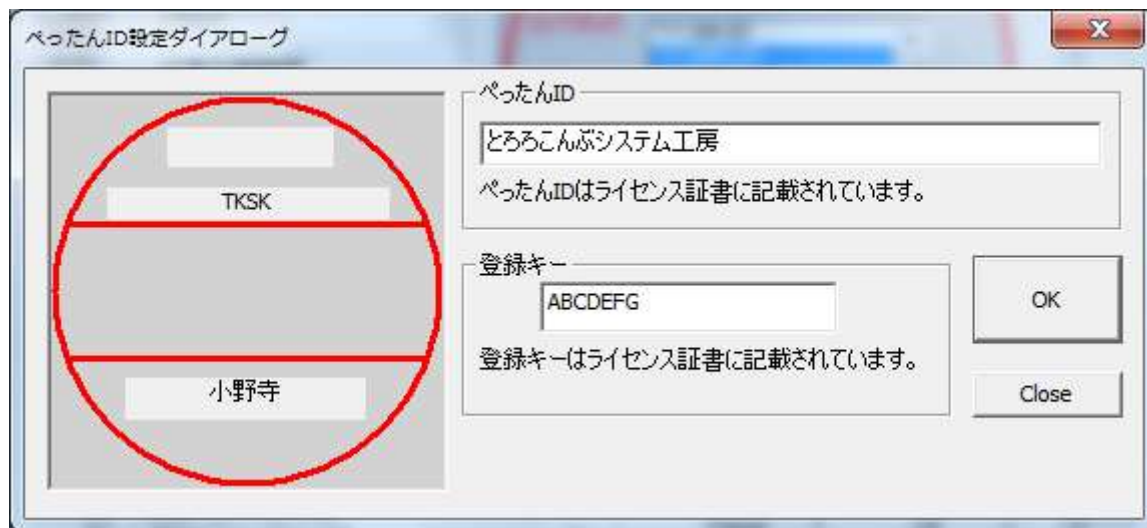 ぺったんID設定ダイアローグ
TKSK
小野寺
ぺったんID
とろろこんぶシステム工房
ぺったんIDはライセンス証書に記載されています。
登録キー
ABCDEFG
登録キーはライセンス証書に記載されています。
OK
Close